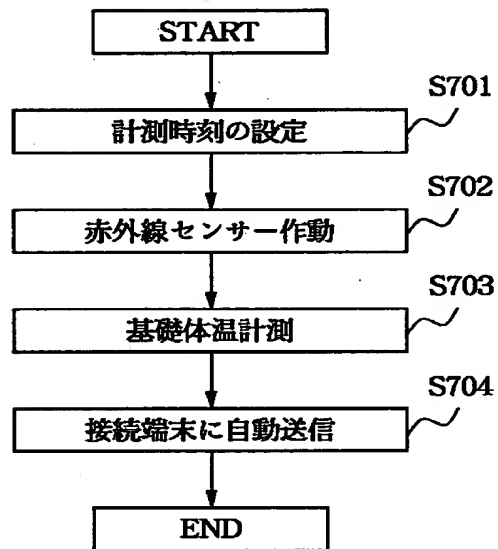 START
S701
計測時刻の設定
S702
赤外線センサー作動
S703
基礎体温計測
S704
接続端末に自動送信
END